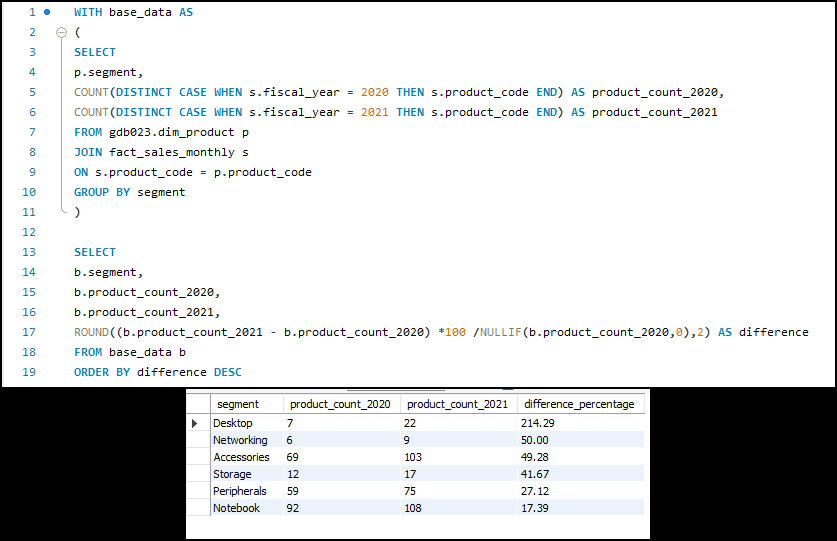 1 WITH base_data AS
2 (
3 SELECT
4 p.segment,
5 COUNT(DISTINCT CASE WHEN s.fiscal_year = 2020 THEN s.product_code END) AS product_count_2020,
6 COUNT(DISTINCT CASE WHEN s.fiscal_year = 2021 THEN s.product_code END) AS product_count_2021
7 FROM gdb023.dim_product p
8 JOIN fact_sales_monthly s
9 ON s.product_code = p.product_code
10 GROUP BY segment
11 )
12
13 SELECT
14 b.segment,
15 b.product_count_2020,
16 b.product_count_2021,
17 ROUND((b.product_count_2021 - b.product_count_2020) *100 /NULLIF(b.product_count_2020,0),2) AS difference
18 FROM base_data b
19 ORDER BY difference DESC
segment product_count_2020 product_count_2021 difference_percentage
Desktop 7 22 214.29
Networking 6 9 50.00
Accessories 69 103 49.28
Storage 12 17 41.67
Peripherals 59 75 27.12
Notebook 92 108 17.39